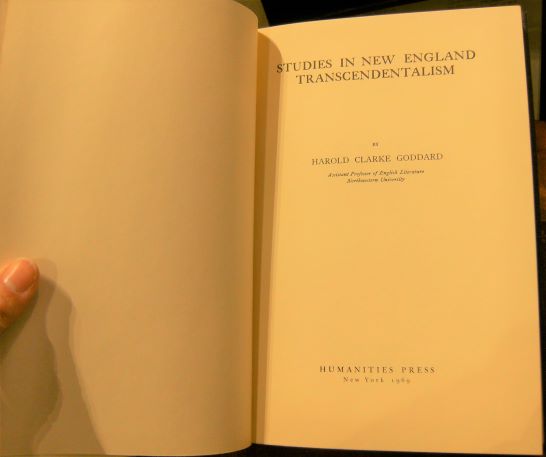 STUDIES IN NEW ENGLAND
TRANSCENDENTALISM
BY
HAROLD CLARKE GODDARD
Assistant Professor of English Literature
Northwestern University
HUMANITIES PRESS
New York 1969